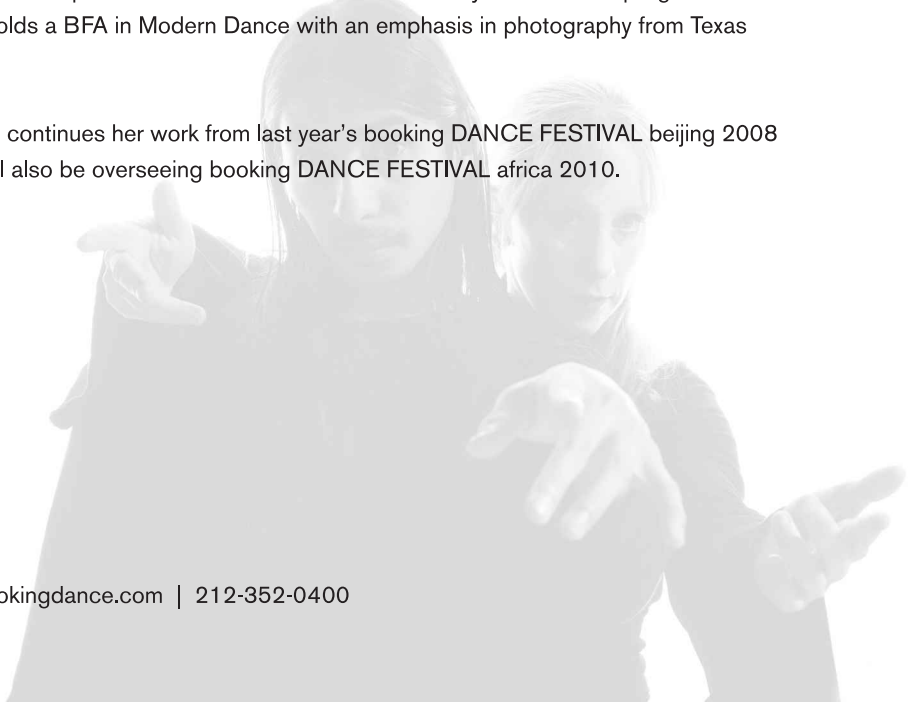 olds a BFA in Modern Dance with an emphasis in photography from Texas
continues her work from last year's booking DANCE FESTIVAL beijing 2008
l also be overseeing booking DANCE FESTIVAL africa 2010.
okingdance.com | 212-352-0400